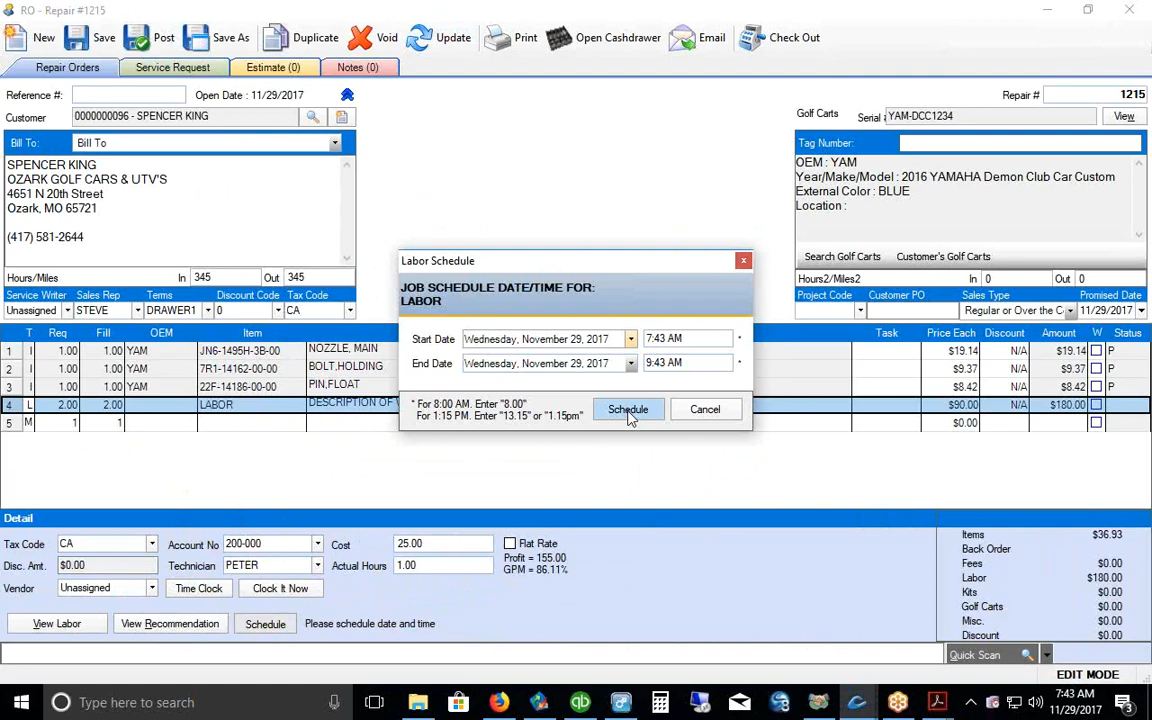 RO - Repair #1215
New Save Post Save As Duplicate Void Update Print Open Cashdrawer Email Check Out
Repair Orders Service Request Estimate (0) Notes (0)
Reference #: Open Date : 11/29/2017
Repair # 1215
Customer 0000000096 - SPENCER KING
Golf Carts Serial YAM-DCC1234 View
Bill To: Bill To
Tag Number:
SPENCER KING
OZARK GOLF CARS & UTV'S
4651 N 20th Street
Ozark, MO 65721
(417) 581-2644
OEM : YAM
Year/Make/Model : 2016 YAMAHA Demon Club Car Custom
External Color : BLUE
Location :
Search Golf Carts Customer's Golf Carts
Hours/Miles In 345 Out 345
Hours2/Miles2 In 0 Out 0
Service Writer Sales Rep Terms Discount Code Tax Code
Unassigned STEVE DRAWER1 0 CA
Project Code Customer PO Sales Type Promised Date
Regular or Over the C 11/29/2017
Labor Schedule x
JOB SCHEDULE DATE/TIME FOR:
LABOR
Start Date Wednesday, November 29, 2017 7:43 AM *
End Date Wednesday, November 29, 2017 9:43 AM *
* For 8:00 AM. Enter "8.00"
For 1:15 PM. Enter "13.15" or "1.15pm"
Schedule Cancel
T Req Fill OEM Item Task Price Each Discount Amount W Status
1 I 1.00 1.00 YAM JN6-1495H-3B-00 NOZZLE, MAIN $19.14 N/A $19.14 P
2 I 1.00 1.00 YAM 7R1-14162-00-00 BOLT,HOLDING $9.37 N/A $9.37 P
3 I 1.00 1.00 YAM 22F-14186-00-00 PIN,FLOAT $8.42 N/A $8.42 P
4 L 2.00 2.00 LABOR DESCRIPTION OF $90.00 N/A $180.00
5 M 1 1 $0.00
Detail
Tax Code CA Account No 200-000 Cost 25.00 Flat Rate
Profit = 155.00
Disc. Amt. $0.00 Technician PETER Actual Hours 1.00
GPM = 86.11%
Vendor Unassigned Time Clock Clock It Now
View Labor View Recommendation Schedule Please schedule date and time
Items $36.93
Back Order
Fees $0.00
Labor $180.00
Kits $0.00
Golf Carts $0.00
Misc. $0.00
Discount $0.00
Quick Scan
EDIT MODE
Type here to search
qb
7:43 AM
11/29/2017
3